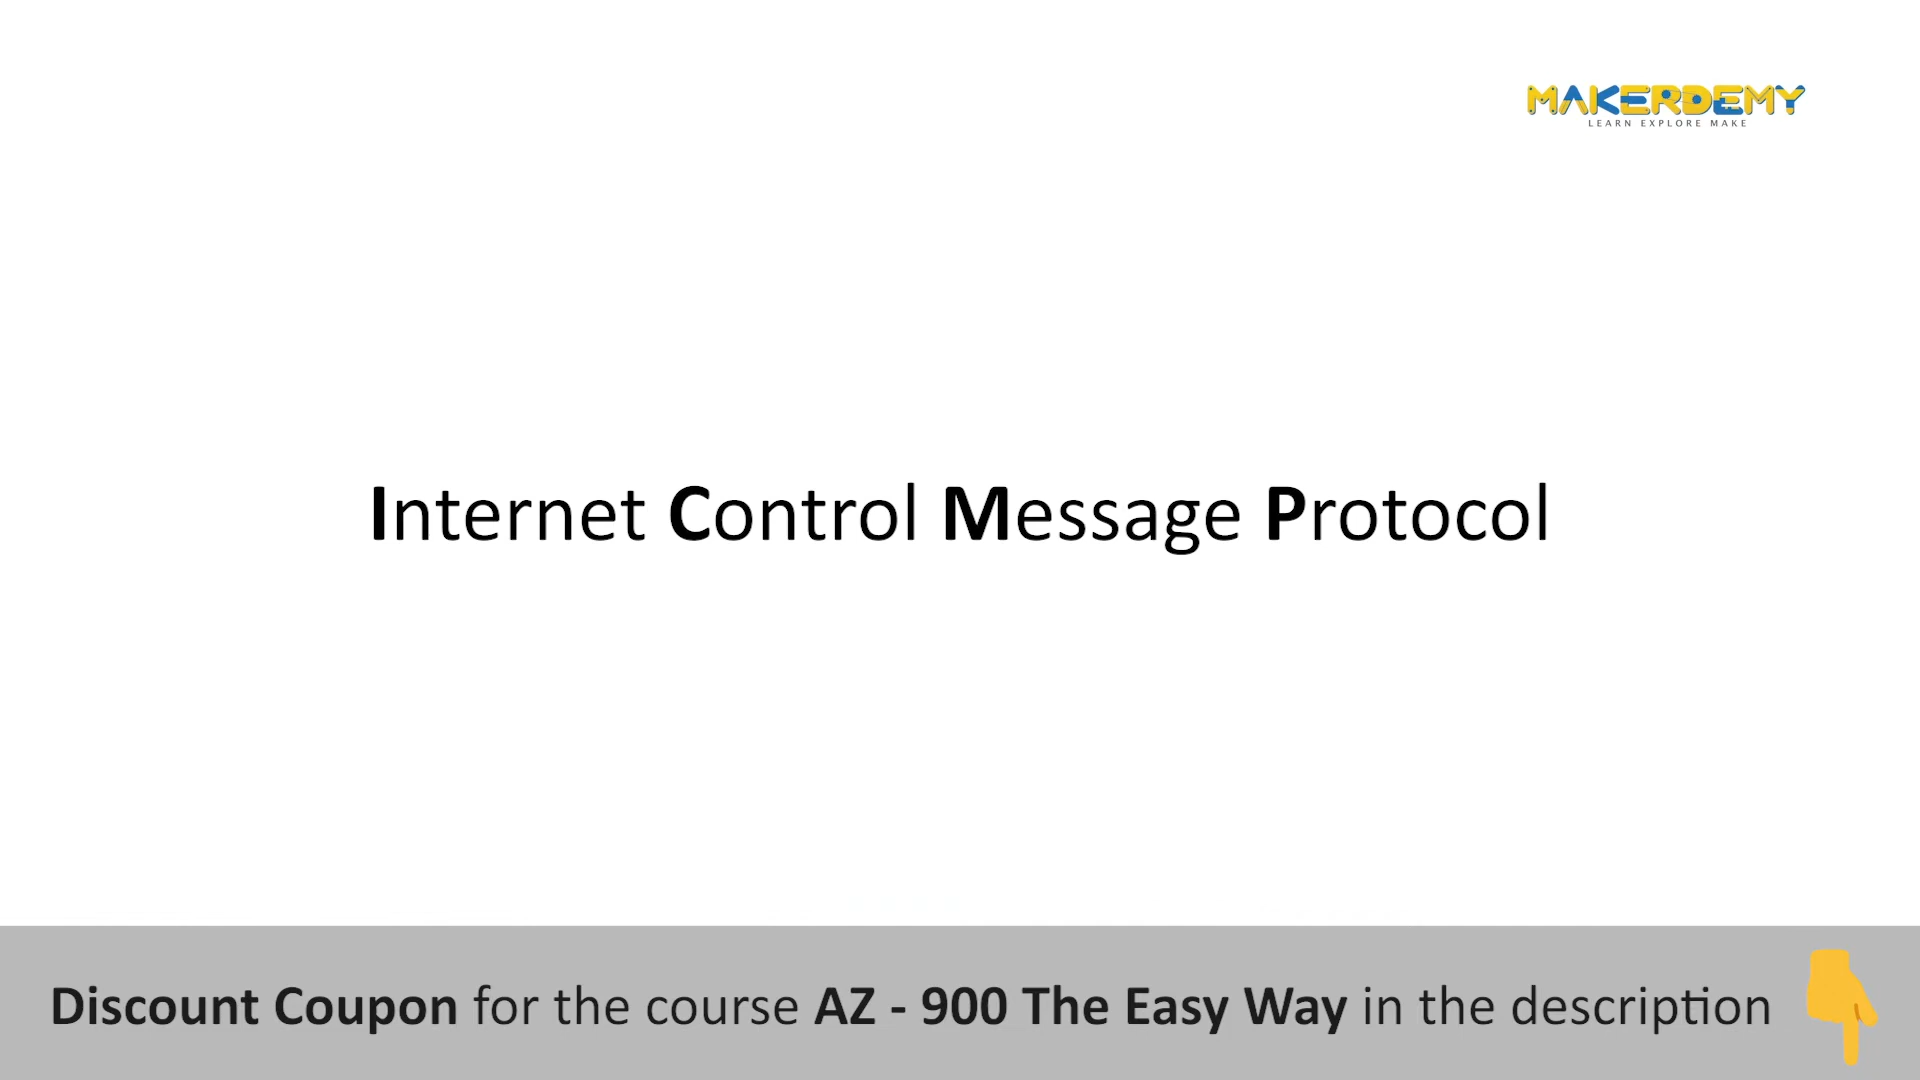 MAKERDEMY
LEARN EXPLORE MAKE
Internet Control Message Protocol
Discount Coupon for the course AZ - 900 The Easy Way in the description